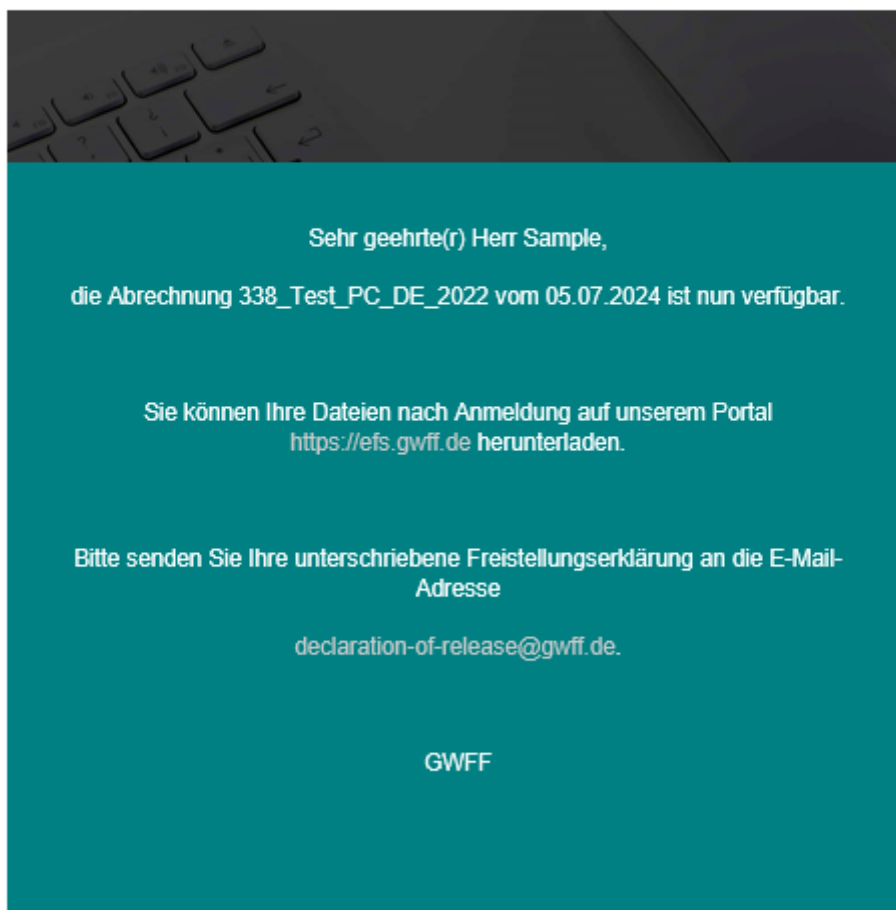 Sehr geehrte(r) Herr Sample,
die Abrechnung 338_Test_PC_DE_2022 vom 05.07.2024 ist nun verfügbar.
Sie können Ihre Dateien nach Anmeldung auf unserem Portal
https://efs.gwff.de herunterladen.
Bitte senden Sie Ihre unterschriebene Freistellungserklärung an die E-Mail-
Adresse
declaration-of-release@gwff.de.
GWFF